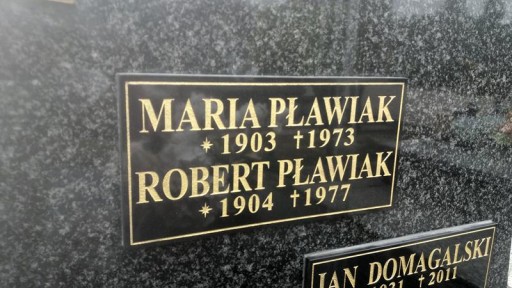 MARIA PŁAWIAK
✴ 1903 † 1973
ROBERT PŁAWIAK
✴ 1904 † 1977
JAN DOMAGALSKI
† 2011